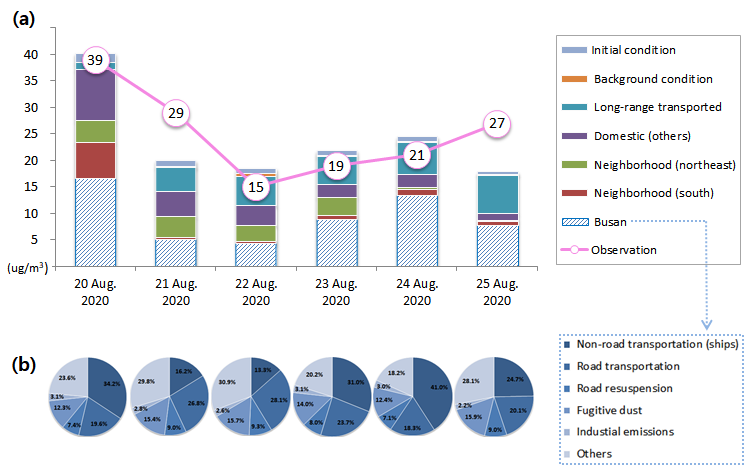 (a)
40
35
30
25
20
15
10
5
(ug/m³)
39
29
15
19
21
27
20 Aug.
2020
21 Aug.
2020
22 Aug.
2020
23 Aug.
2020
24 Aug.
2020
25 Aug.
2020
Initial condition
Background condition
Long-range transported
Domestic (others)
Neighborhood (northeast)
Neighborhood (south)
Busan
Observation
(b)
34.2%
19.6%
7.4%
12.3%
3.1%
23.6%
16.2%
26.8%
9.0%
15.4%
2.8%
29.8%
13.3%
28.1%
9.3%
15.7%
2.6%
30.9%
31.0%
23.7%
8.0%
14.0%
3.1%
20.2%
41.0%
18.3%
7.1%
12.4%
3.0%
18.2%
24.7%
20.1%
9.0%
15.9%
2.2%
28.1%
Non-road transportation (ships)
Road transportation
Road resuspension
Fugitive dust
Industial emissions
Others